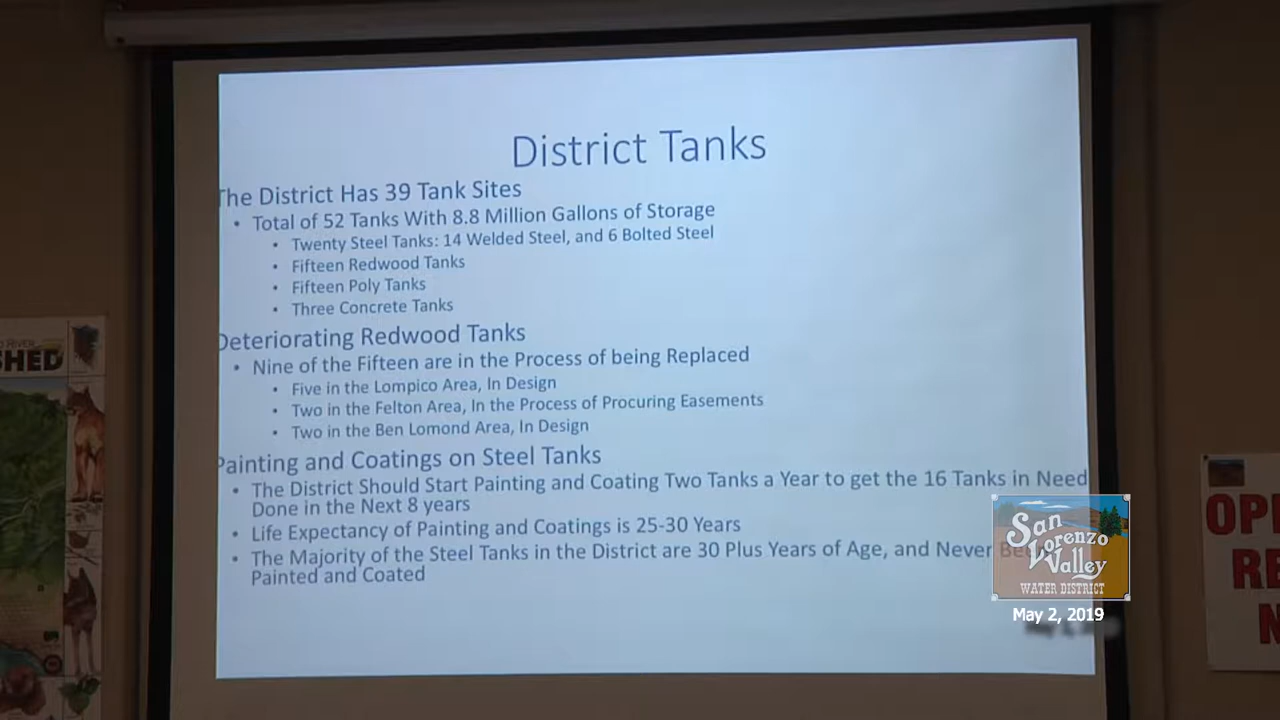 District Tanks
The District Has 39 Tank Sites
• Total of 52 Tanks With 8.8 Million Gallons of Storage
• Twenty Steel Tanks: 14 Welded Steel, and 6 Bolted Steel
• Fifteen Redwood Tanks
• Fifteen Poly Tanks
• Three Concrete Tanks
Deteriorating Redwood Tanks
• Nine of the Fifteen are in the Process of being Replaced
• Five in the Lompico Area, In Design
• Two in the Felton Area, In the Process of Procuring Easements
• Two in the Ben Lomond Area, In Design
Painting and Coatings on Steel Tanks
• The District Should Start Painting and Coating Two Tanks a Year to get the 16 Tanks in Need
Done in the Next 8 years
• Life Expectancy of Painting and Coatings is 25-30 Years
• The Majority of the Steel Tanks in the District are 30 Plus Years of Age, and Never
Painted and Coated
San
Lorenzo
Valley
WATER DISTRICT
May 2, 2019
RIVER
SHED
OP
RE
N